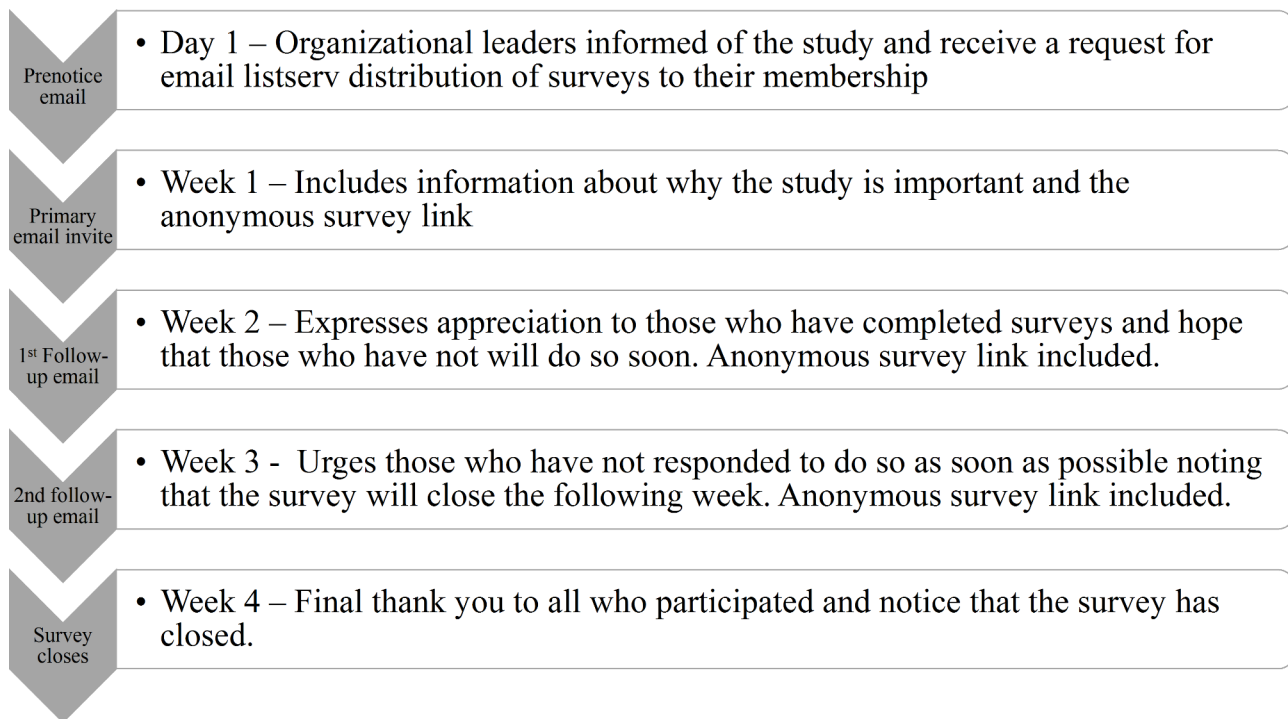 Prenotice
email
• Day 1 – Organizational leaders informed of the study and receive a request for
email listserv distribution of surveys to their membership
Primary
email invite
• Week 1 – Includes information about why the study is important and the
anonymous survey link
1st Follow-
up email
• Week 2 – Expresses appreciation to those who have completed surveys and hope
that those who have not will do so soon. Anonymous survey link included.
2nd follow-
up email
• Week 3 -  Urges those who have not responded to do so as soon as possible noting
that the survey will close the following week. Anonymous survey link included.
Survey
closes
• Week 4 – Final thank you to all who participated and notice that the survey has
closed.